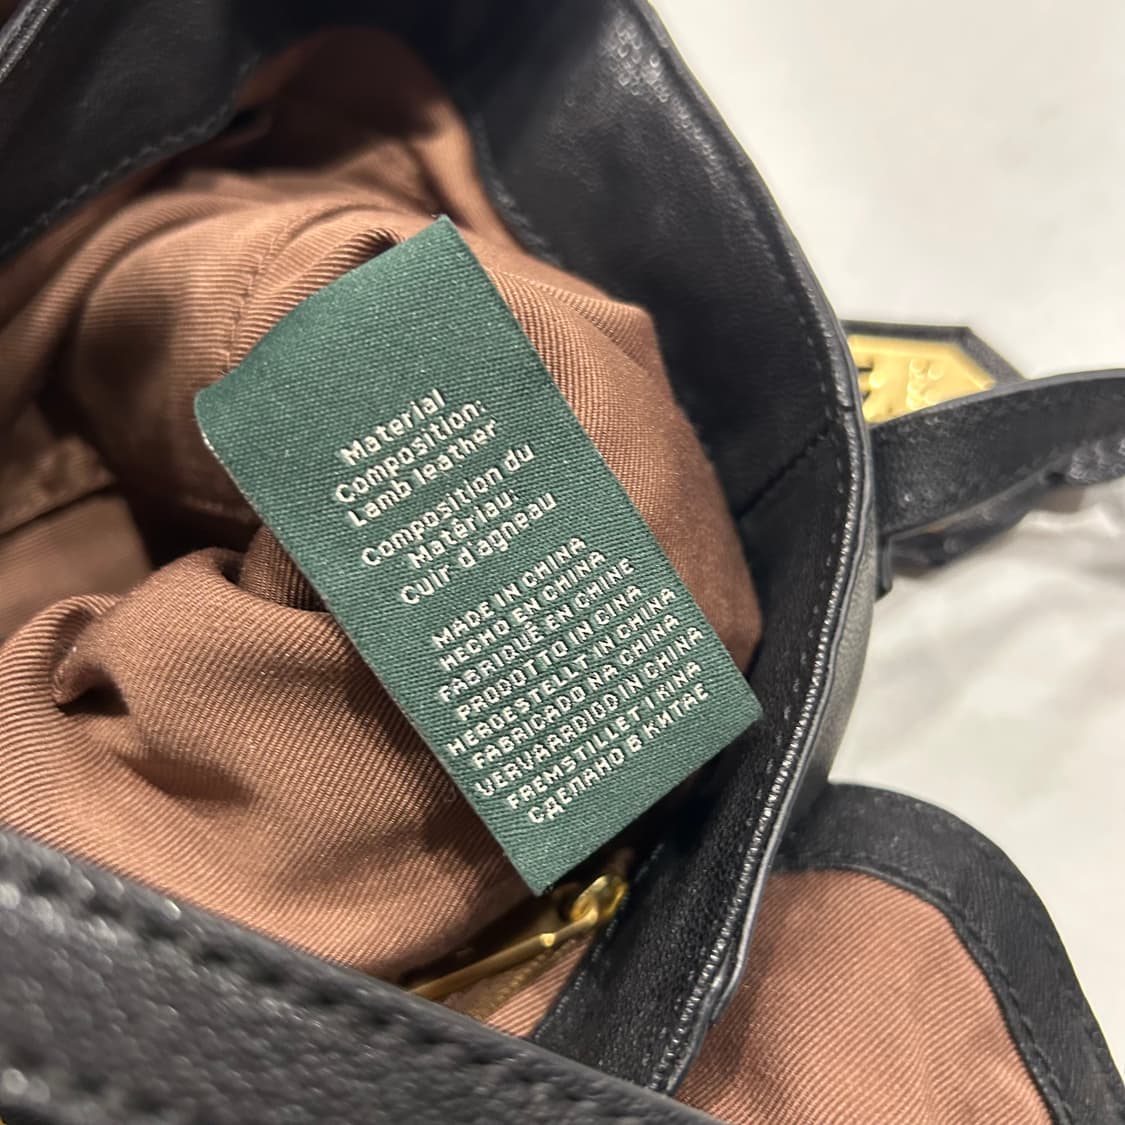 Material
Composition:
Lamb leather
Composition du
Matériau:
cuir d'agneau
MADE IN CHINA
HECHO EN CHINA
FABRIQUÉ EN CHINE
PRODOTTO IN CINA
HERGESTELLT IN CHINA
FABRICADO NA CHINA
VERVAARDIGD IN CHINA
FREMSTILLET I KINA
СДЕЛАНО В КИТАЕ